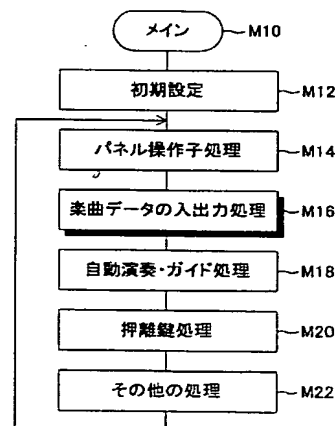 メイン M10
初期設定 M12
パネル操作子処理 M14
楽曲データの入出力処理 M16
自動演奏・ガイド処理 M18
押離鍵処理 M20
その他の処理 M22